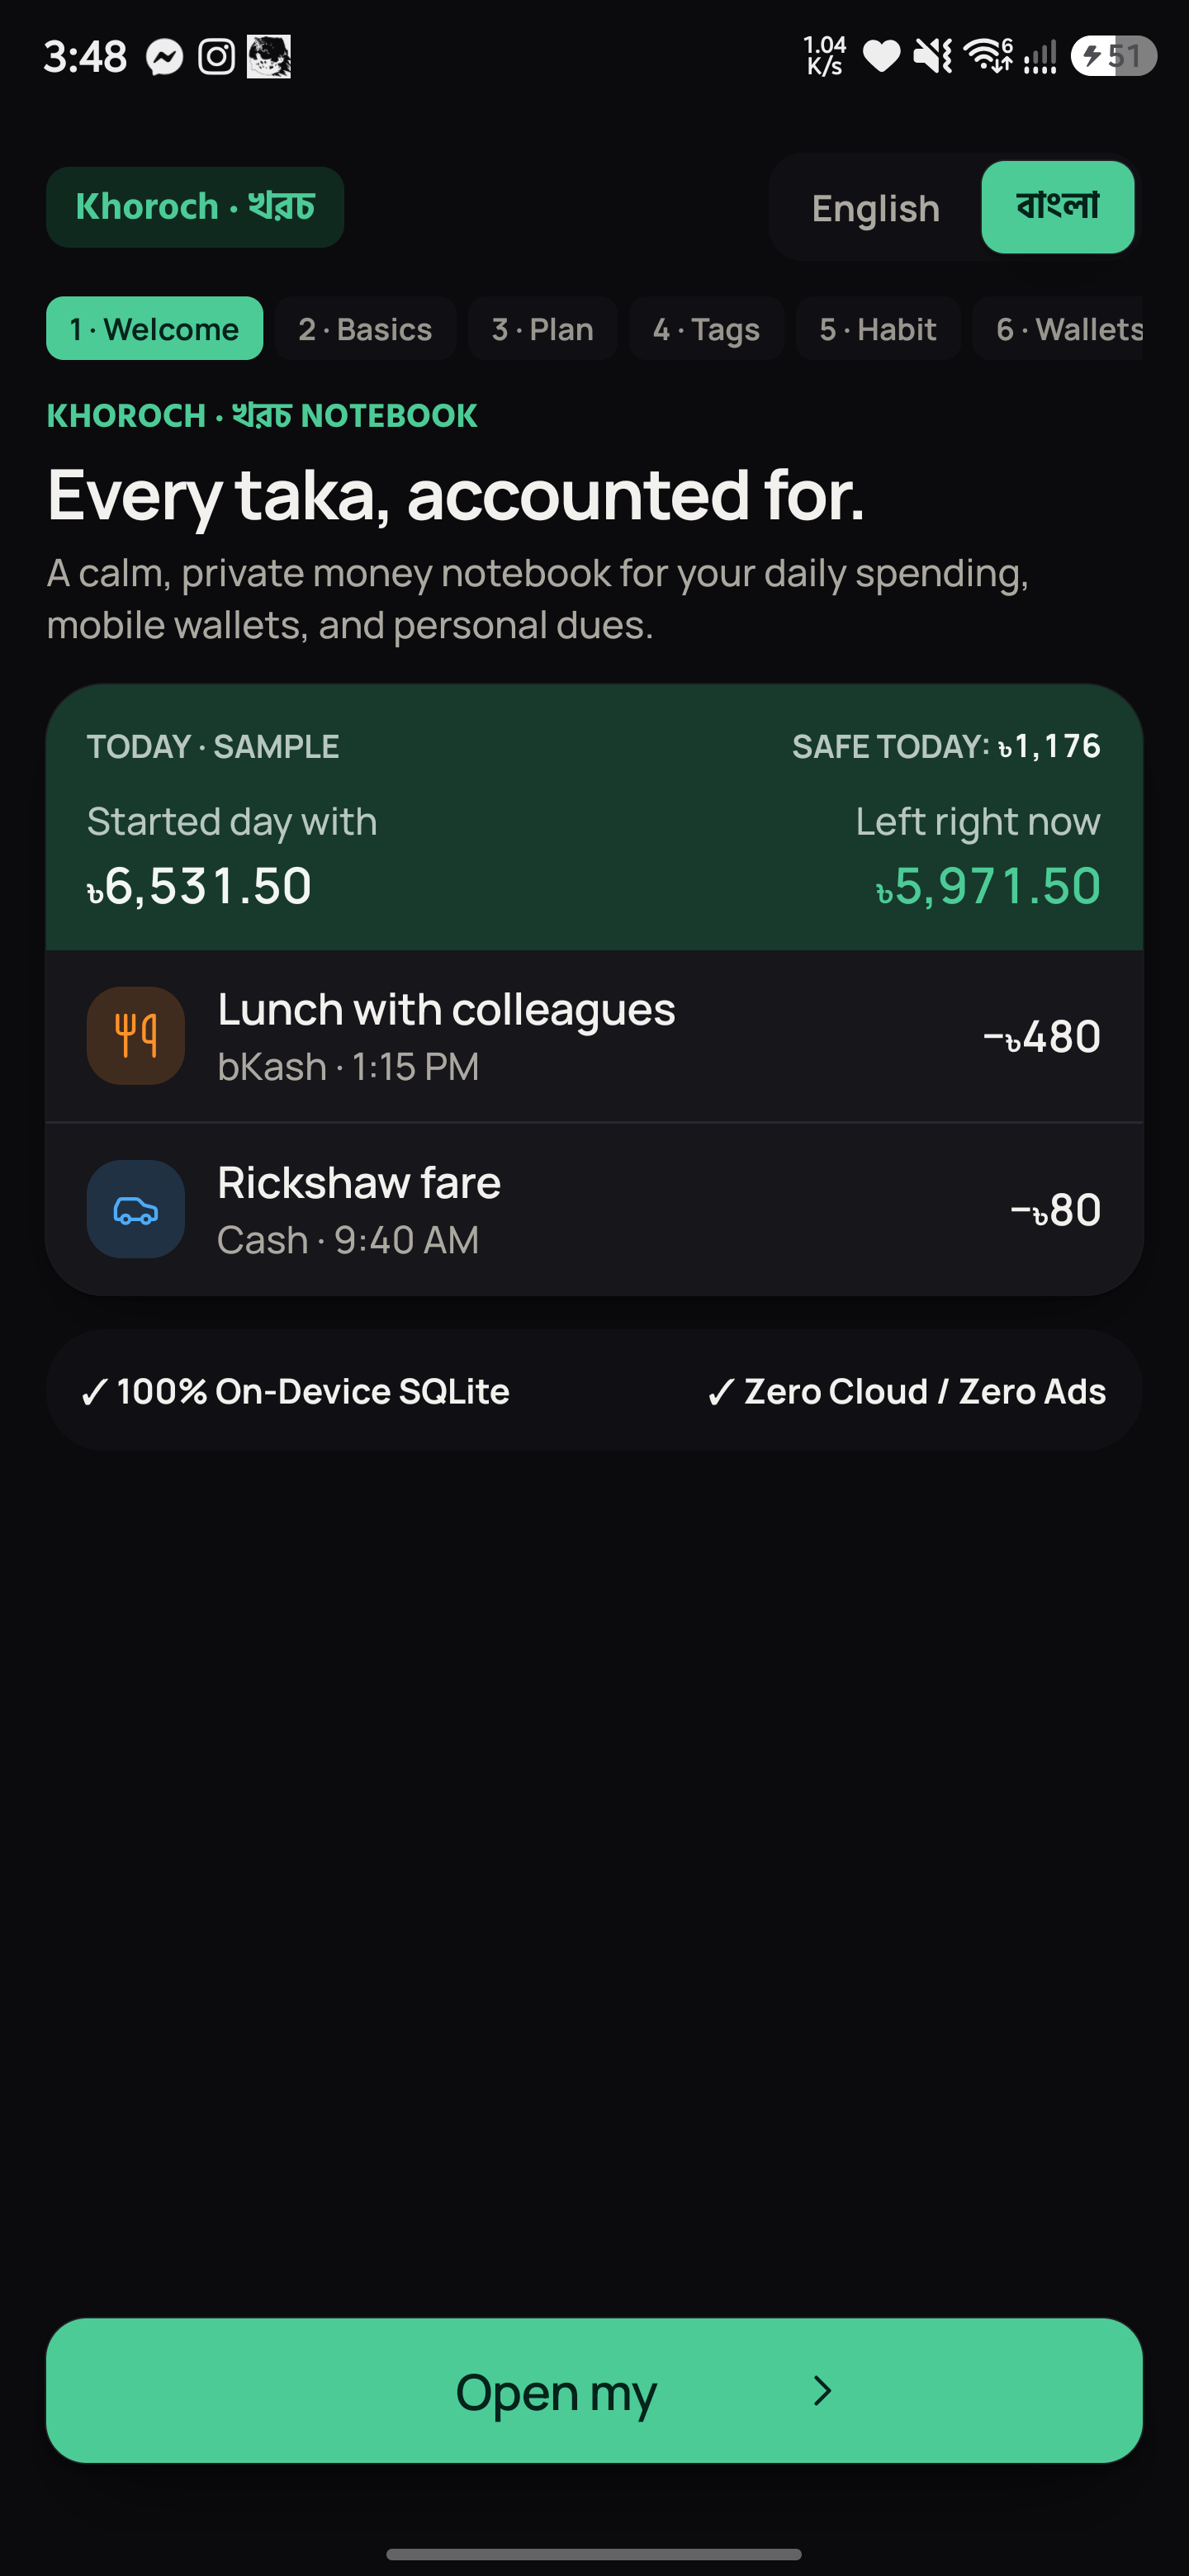 3:48
1.04 K/s
6
51
Khoroch · খরচ
English
বাংলা
1 · Welcome
2 · Basics
3 · Plan
4 · Tags
5 · Habit
6 · Wallets
KHOROCH · খরচ NOTEBOOK
Every taka, accounted for.
A calm, private money notebook for your daily spending,
mobile wallets, and personal dues.
TODAY · SAMPLE
SAFE TODAY: ৳1,176
Started day with
Left right now
৳6,531.50
৳5,971.50
Lunch with colleagues
bKash · 1:15 PM
−৳480
Rickshaw fare
Cash · 9:40 AM
−৳80
✓ 100% On-Device SQLite
✓ Zero Cloud / Zero Ads
Open my